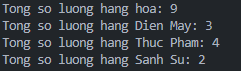 Tong so luong hang hoa: 9
Tong so luong hang Dien May: 3
Tong so luong hang Thuc Pham: 4
Tong so luong hang Sanh Su: 2